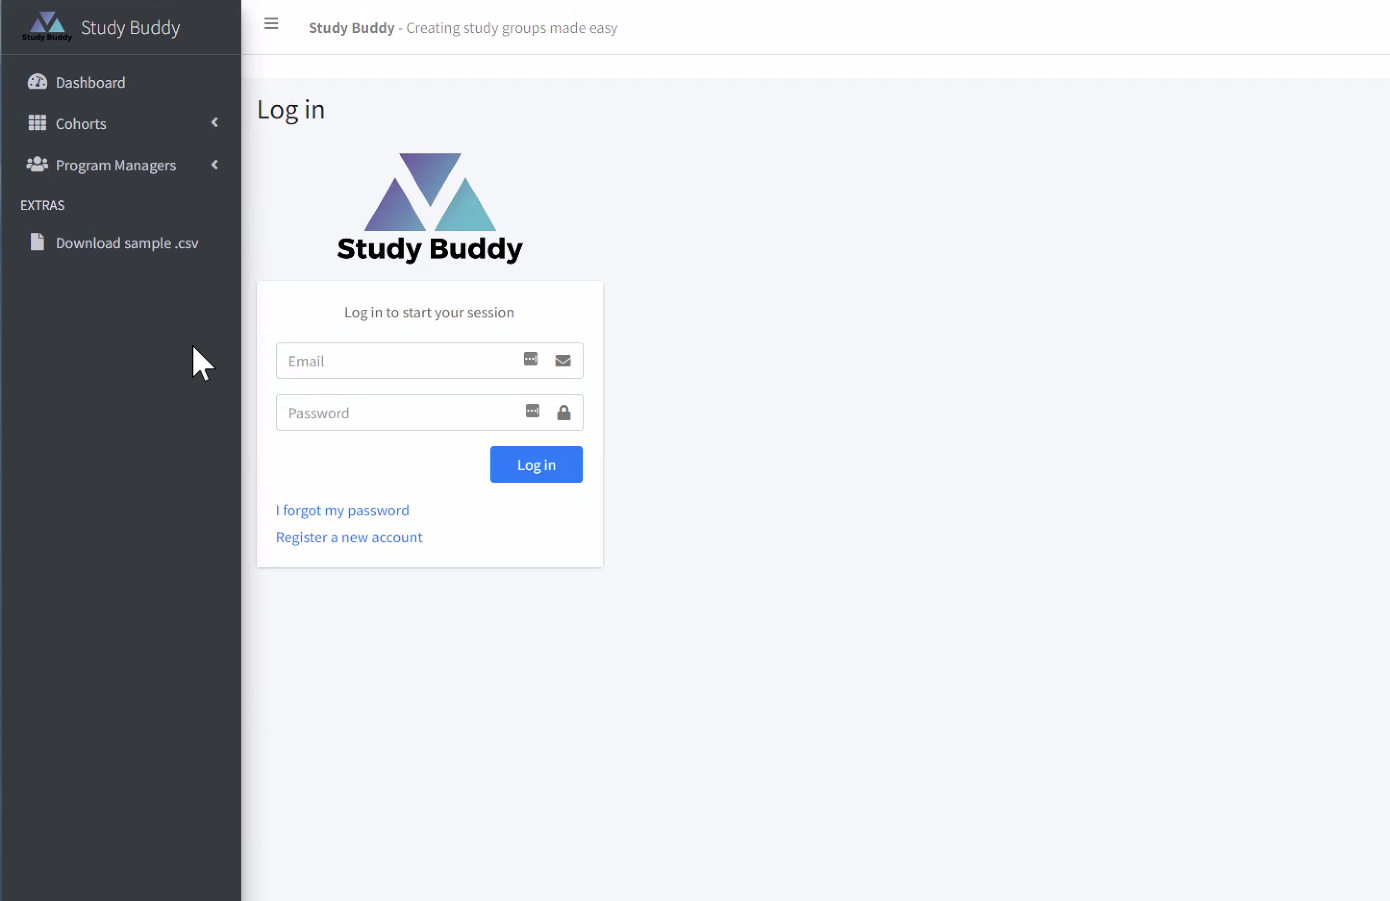 Study Buddy
Study Buddy
Study Buddy - Creating study groups made easy
Dashboard
Cohorts
Program Managers
EXTRAS
Download sample .csv
Log in
Study Buddy
Log in to start your session
Email
Password
Log in
I forgot my password
Register a new account